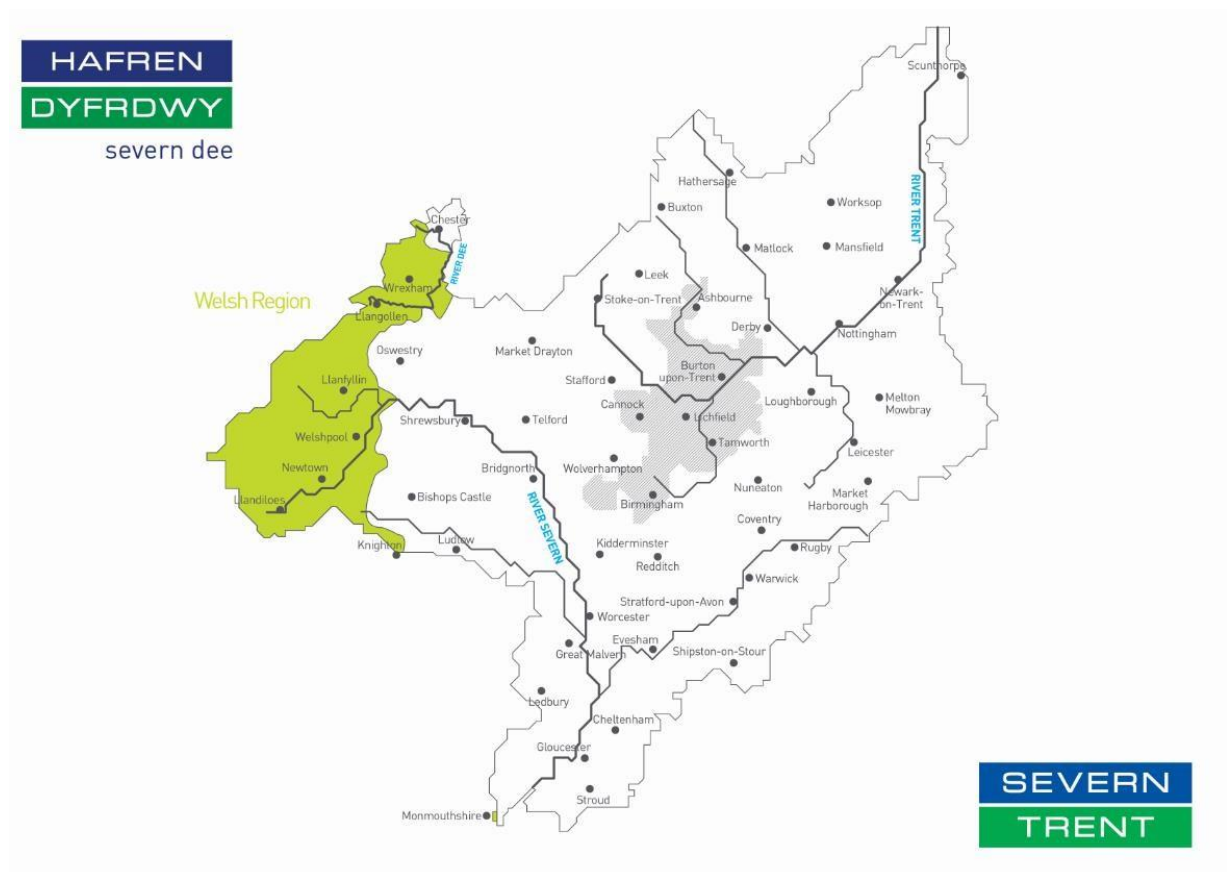 HAFREN
DYFRDWY
severn dee
Scunthorpe
Hathersage
Buxton
Worksop
RIVER TRENT
Chester
Matlock
Mansfield
RIVER DEE
Leek
Wrexham
Newark-
on-Trent
Welsh Region
Stoke-on-Trent
Ashbourne
Llangollen
Derby
Nottingham
Oswestry
Market Drayton
Burton
upon-Trent
Stafford
Llanfyllin
Loughborough
Melton
Mowbray
Cannock
Lichfield
Shrewsbury
Telford
Welshpool
Tamworth
Leicester
Wolverhampton
Newtown
Bridgnorth
Nuneaton
Market
Harborough
Llandiloes
Bishops Castle
Birmingham
RIVER SEVERN
Coventry
Knighton
Ludlow
Kidderminster
Redditch
Rugby
Warwick
Stratford-upon-Avon
Worcester
Evesham
Great Malvern
Shipston-on-Stour
Ledbury
Cheltenham
Gloucester
Stroud
Monmouthshire
SEVERN
TRENT